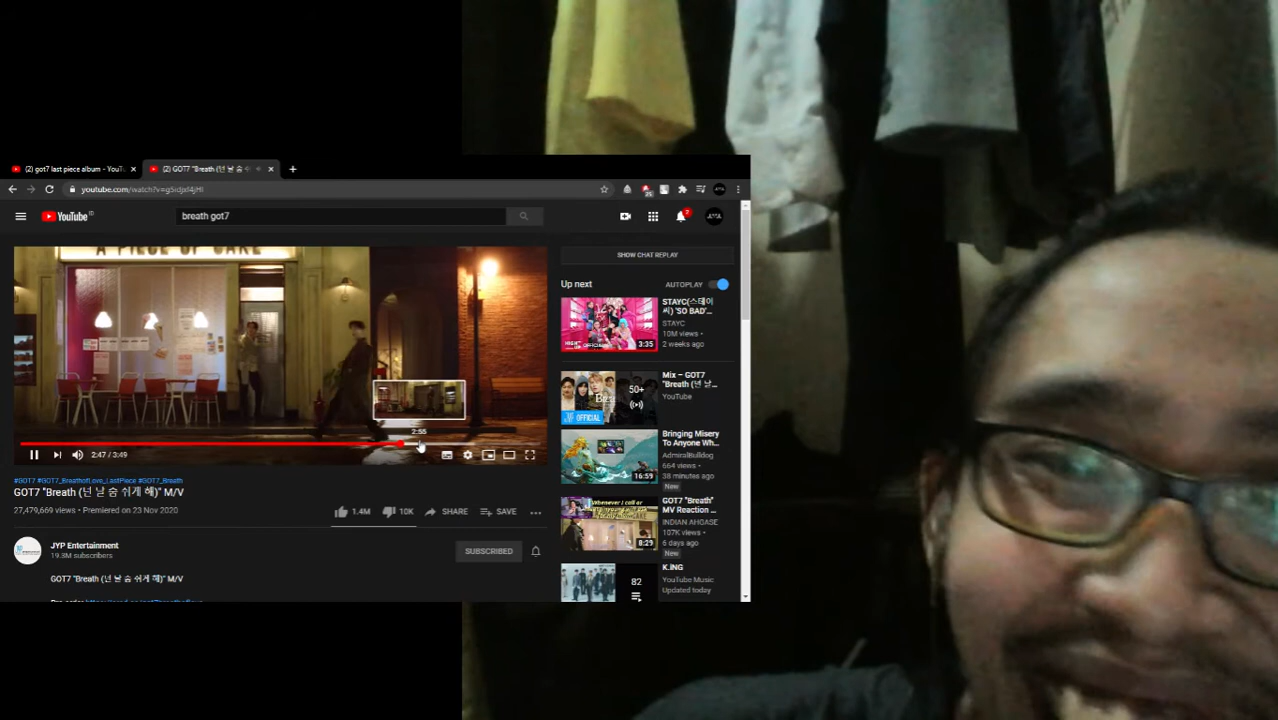 (2) got7 last piece album - YouTu
(2) GOT7 "Breath (넌 날 숨 쉬
youtube.com/watch?v=
YouTube
breath got7
A PIECE OF CAKE
2:55
2:47 / 3:49
#GOT7 #GOT7_BreathofLove_LastPiece #GOT7_Breath
GOT7 "Breath (넌 날 숨 쉬게 해)" M/V
27,479,669 views • Premiered on 23 Nov 2020
1.4M 10K SHARE SAVE
JYP Entertainment
19.3M subscribers
SUBSCRIBED
GOT7 "Breath (넌 날 숨 쉬게 해)" M/V
SHOW CHAT REPLAY
Up next
AUTOPLAY
STAYC(스테이
씨) 'SO BAD'...
STAYC
10M views •
2 weeks ago
3:35
Mix – GOT7
"Breath (넌 날...
YouTube
50+
OFFICIAL
Bringing Misery
To Anyone Wh...
AdmiralBulldog
664 views •
38 minutes ago
New
16:59
GOT7 "Breath"
MV Reaction ...
INDIAN AHGASE
107K views •
6 days ago
New
Whenever I call or
8:29
K.ING
YouTube Music
Updated today
82